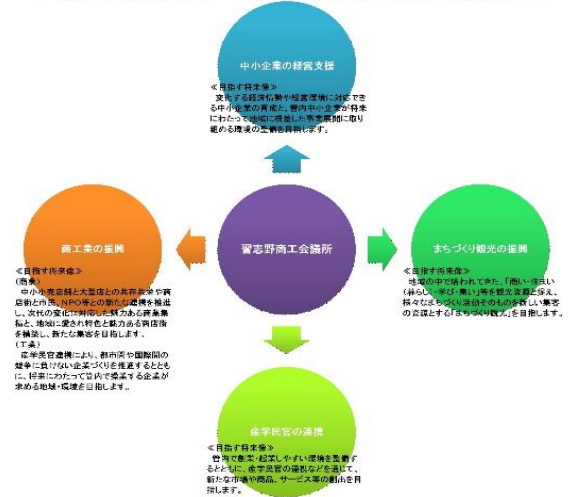 中小企業の経営支援
≪目指す将来像≫
変化する経済情勢や経営環境に対応でき
る中小企業の育成と、管内中小企業が将来
にわたって地域に根差した事業展開に取り
組める環境の整備を目指します。
商工業の振興
≪目指す将来像≫
(商業)
中小小売店舗と大型店との共存共栄や商
店街と市民、NPO等との新たな連携を推進
し、次代の変化に対応した魅力ある商業集
積と、地域に愛され特色と魅力ある商店街
を構築し、新たな集客を目指します。
(工業)
産学民官連携により、都市間や国際間の
競争に負けない企業づくりを推進するととも
に、将来にわたって管内で操業する企業が
求める地域・環境を目指します。
習志野商工会議所
まちづくり観光の振興
≪目指す将来像≫
地域の中で培われてきた、「商い・住まい
(暮らし)・学び・集い」等を観光資源と捉え、
様々なまちづくり活動そのものを新しい集客
の資源とする「まちづくり観光」を目指します。
産学民官の連携
≪目指す将来像≫
管内で創業・起業しやすい環境を整備す
るとともに、産学民官の連携などを通じて、
新たな市場や商品、サービス等の創出を目
指します。